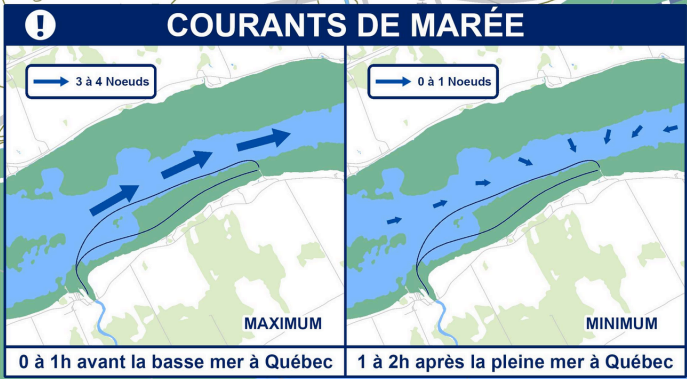 COURANTS DE MARÉE
3 à 4 Noeuds
MAXIMUM
0 à 1h avant la basse mer à Québec
0 à 1 Noeuds
MINIMUM
1 à 2h après la pleine mer à Québec